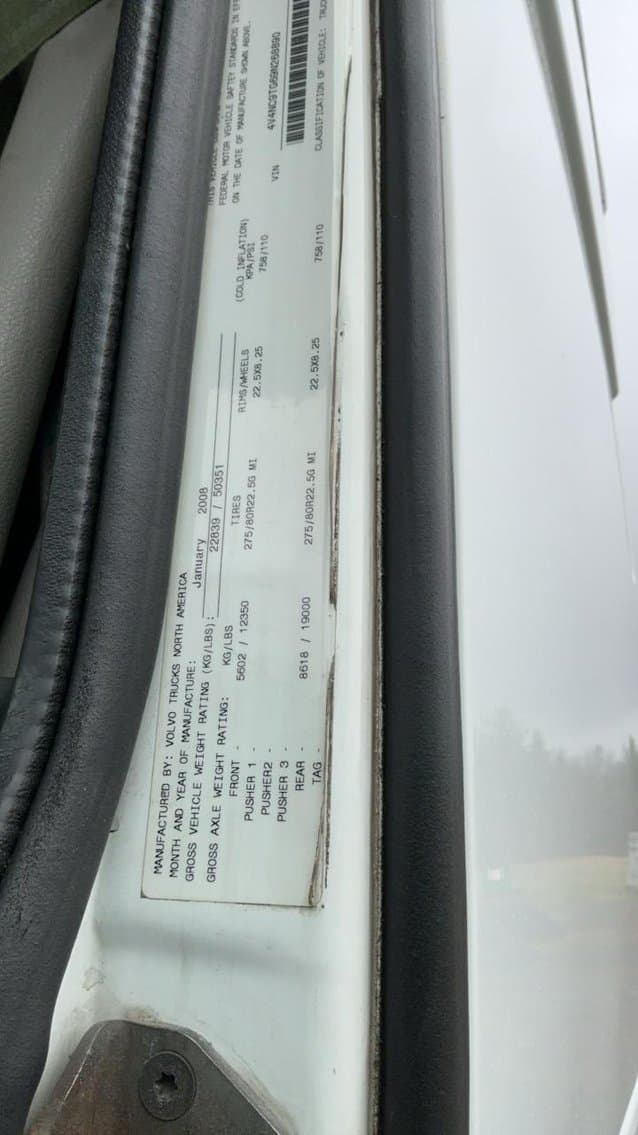 MANUFACTURED BY: VOLVO TRUCKS NORTH AMERICA
MONTH AND YEAR OF MANUFACTURE: January 2008
GROSS VEHICLE WEIGHT RATING (KG/LBS): 22839 / 50351
GROSS AXLE WEIGHT RATING: KG/LBS TIRES RIMS/WHEELS (COLD INFLATION) KPA/PSI
FRONT - 5602 / 12350 275/80R22.5G MI 22.5X8.25 758/110
PUSHER 1 -
PUSHER2 -
PUSHER 3 -
REAR - 8618 / 19000 275/80R22.5G MI 22.5X8.25 758/110
TAG -
FEDERAL MOTOR VEHICLE SAFTEY STANDARDS IN
ON THE DATE OF MANUFACTURE SHOWN ABOVE.
VIN 4V4NC9TG69N268890
CLASSIFICATION OF VEHICLE: